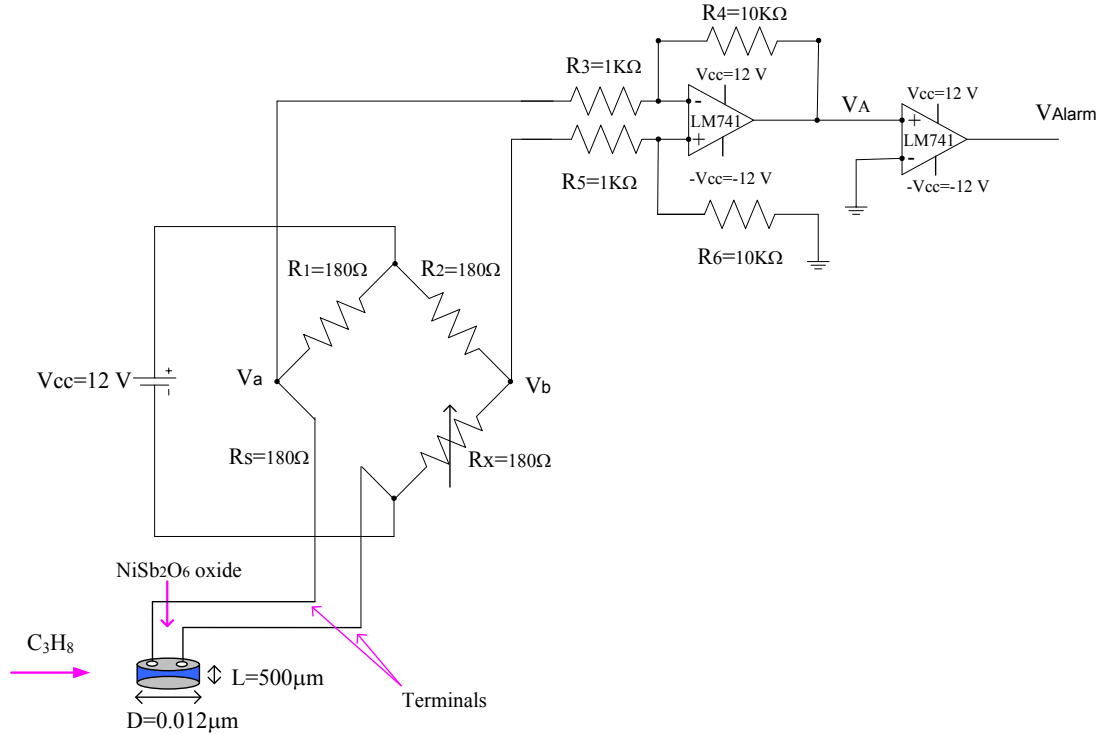 R4=10KΩ
R3=1KΩ
Vcc=12 V
-
LM741
+
VA
Vcc=12 V
+
LM741
-
VAlarm
R5=1KΩ
-Vcc=-12 V
-Vcc=-12 V
R6=10KΩ
R1=180Ω
R2=180Ω
Vcc=12 V
+
-
Va
Vb
Rs=180Ω
Rx=180Ω
NiSb2O6 oxide
C3H8
L=500μm
Terminals
D=0.012μm